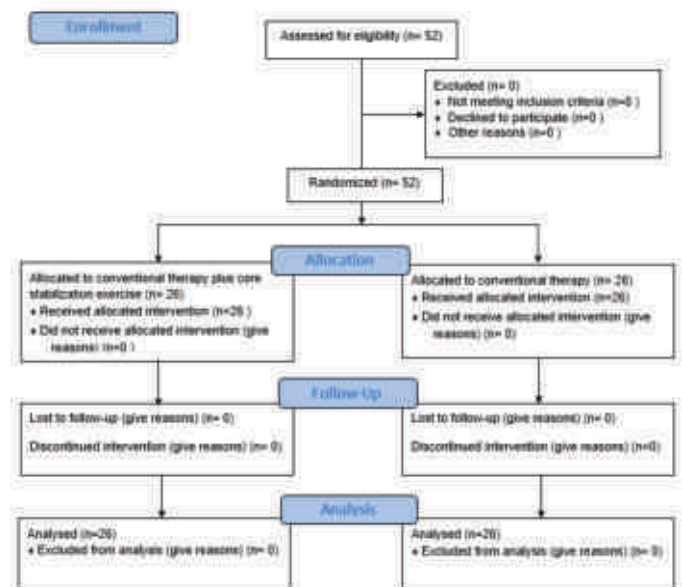 Enrollment
Assessed for eligibility (n= 52)
Excluded (n= 0)
♦ Not meeting inclusion criteria (n=0 )
♦ Declined to participate (n=0 )
♦ Other reasons (n=0 )
Randomized (n= 52)
Allocation
Allocated to conventional therapy plus core
stabilization exercise (n= 26)
♦ Received allocated intervention (n=26 )
♦ Did not receive allocated intervention (give
reasons) (n=0 )
Allocated to conventional therapy (n= 26)
♦ Received allocated intervention (n=26)
♦ Did not receive allocated intervention (give
reasons) (n= 0)
Follow-Up
Lost to follow-up (give reasons) (n= 0)
Discontinued intervention (give reasons) (n= 0)
Lost to follow-up (give reasons) (n= 0)
Discontinued intervention (give reasons) (n=0)
Analysis
Analysed (n=26)
♦ Excluded from analysis (give reasons) (n= 0)
Analysed (n=26)
♦ Excluded from analysis (give reasons) (n= 0)